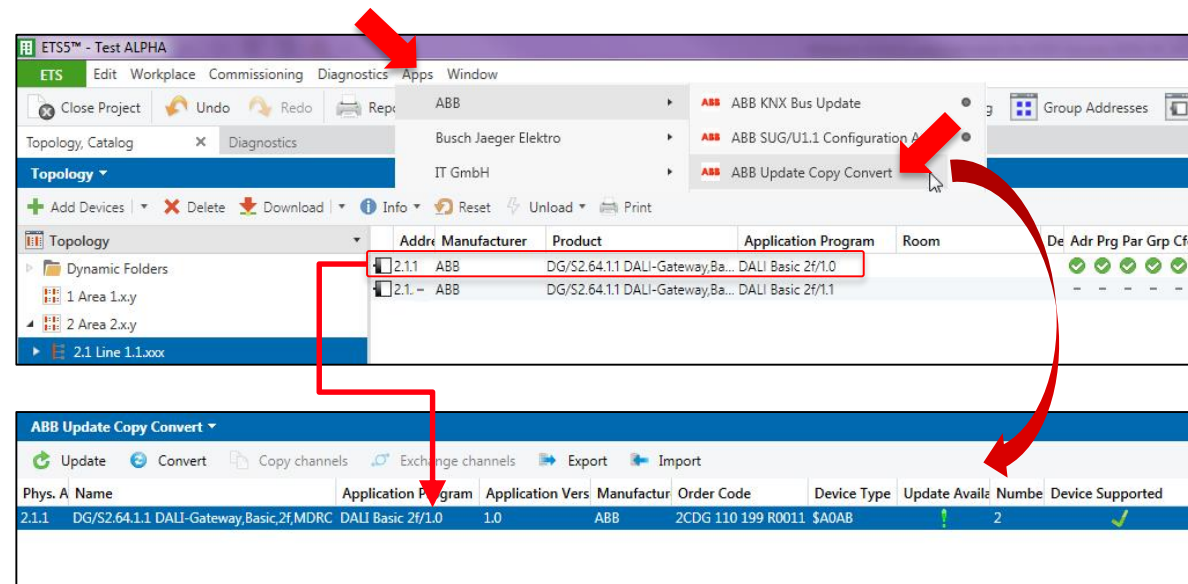 ETS5™ - Test ALPHA
ETS Edit Workplace Commissioning Diagnostics Apps Window
Close Project Undo Redo Group Addresses
ABB ABB ABB KNX Bus Update
Topology, Catalog X Diagnostics Busch Jaeger Elektro ABB ABB SUG/U1.1 Configuration
Topology IT GmbH ABB ABB Update Copy Convert
Add Devices Delete Download Info Reset Unload Print
Topology Addre Manufacturer Product Application Program Room De Adr Prg Par Grp Cf
Dynamic Folders 2.1.1 ABB DG/S2.64.1.1 DALI-Gateway,Ba... DALI Basic 2f/1.0
1 Area 1.x.y 2.1. – ABB DG/S2.64.1.1 DALI-Gateway,Ba... DALI Basic 2f/1.1 – – – – –
2 Area 2.x.y
2.1 Line 1.1.xxx
ABB Update Copy Convert
Update Convert Copy channels Exchange channels Export Import
Phys. A Name Application Program Application Vers Manufactur Order Code Device Type Update Availa Numbe Device Supported
2.1.1 DG/S2.64.1.1 DALI-Gateway,Basic,2f,MDRC DALI Basic 2f/1.0 1.0 ABB 2CDG 110 199 R0011 $A0AB 2